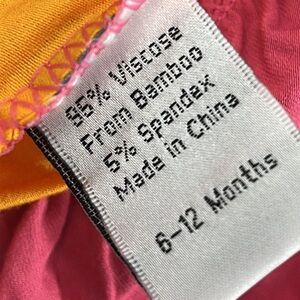 95% Viscose
From Bamboo
5% Spandex
Made in China
6-12 Months